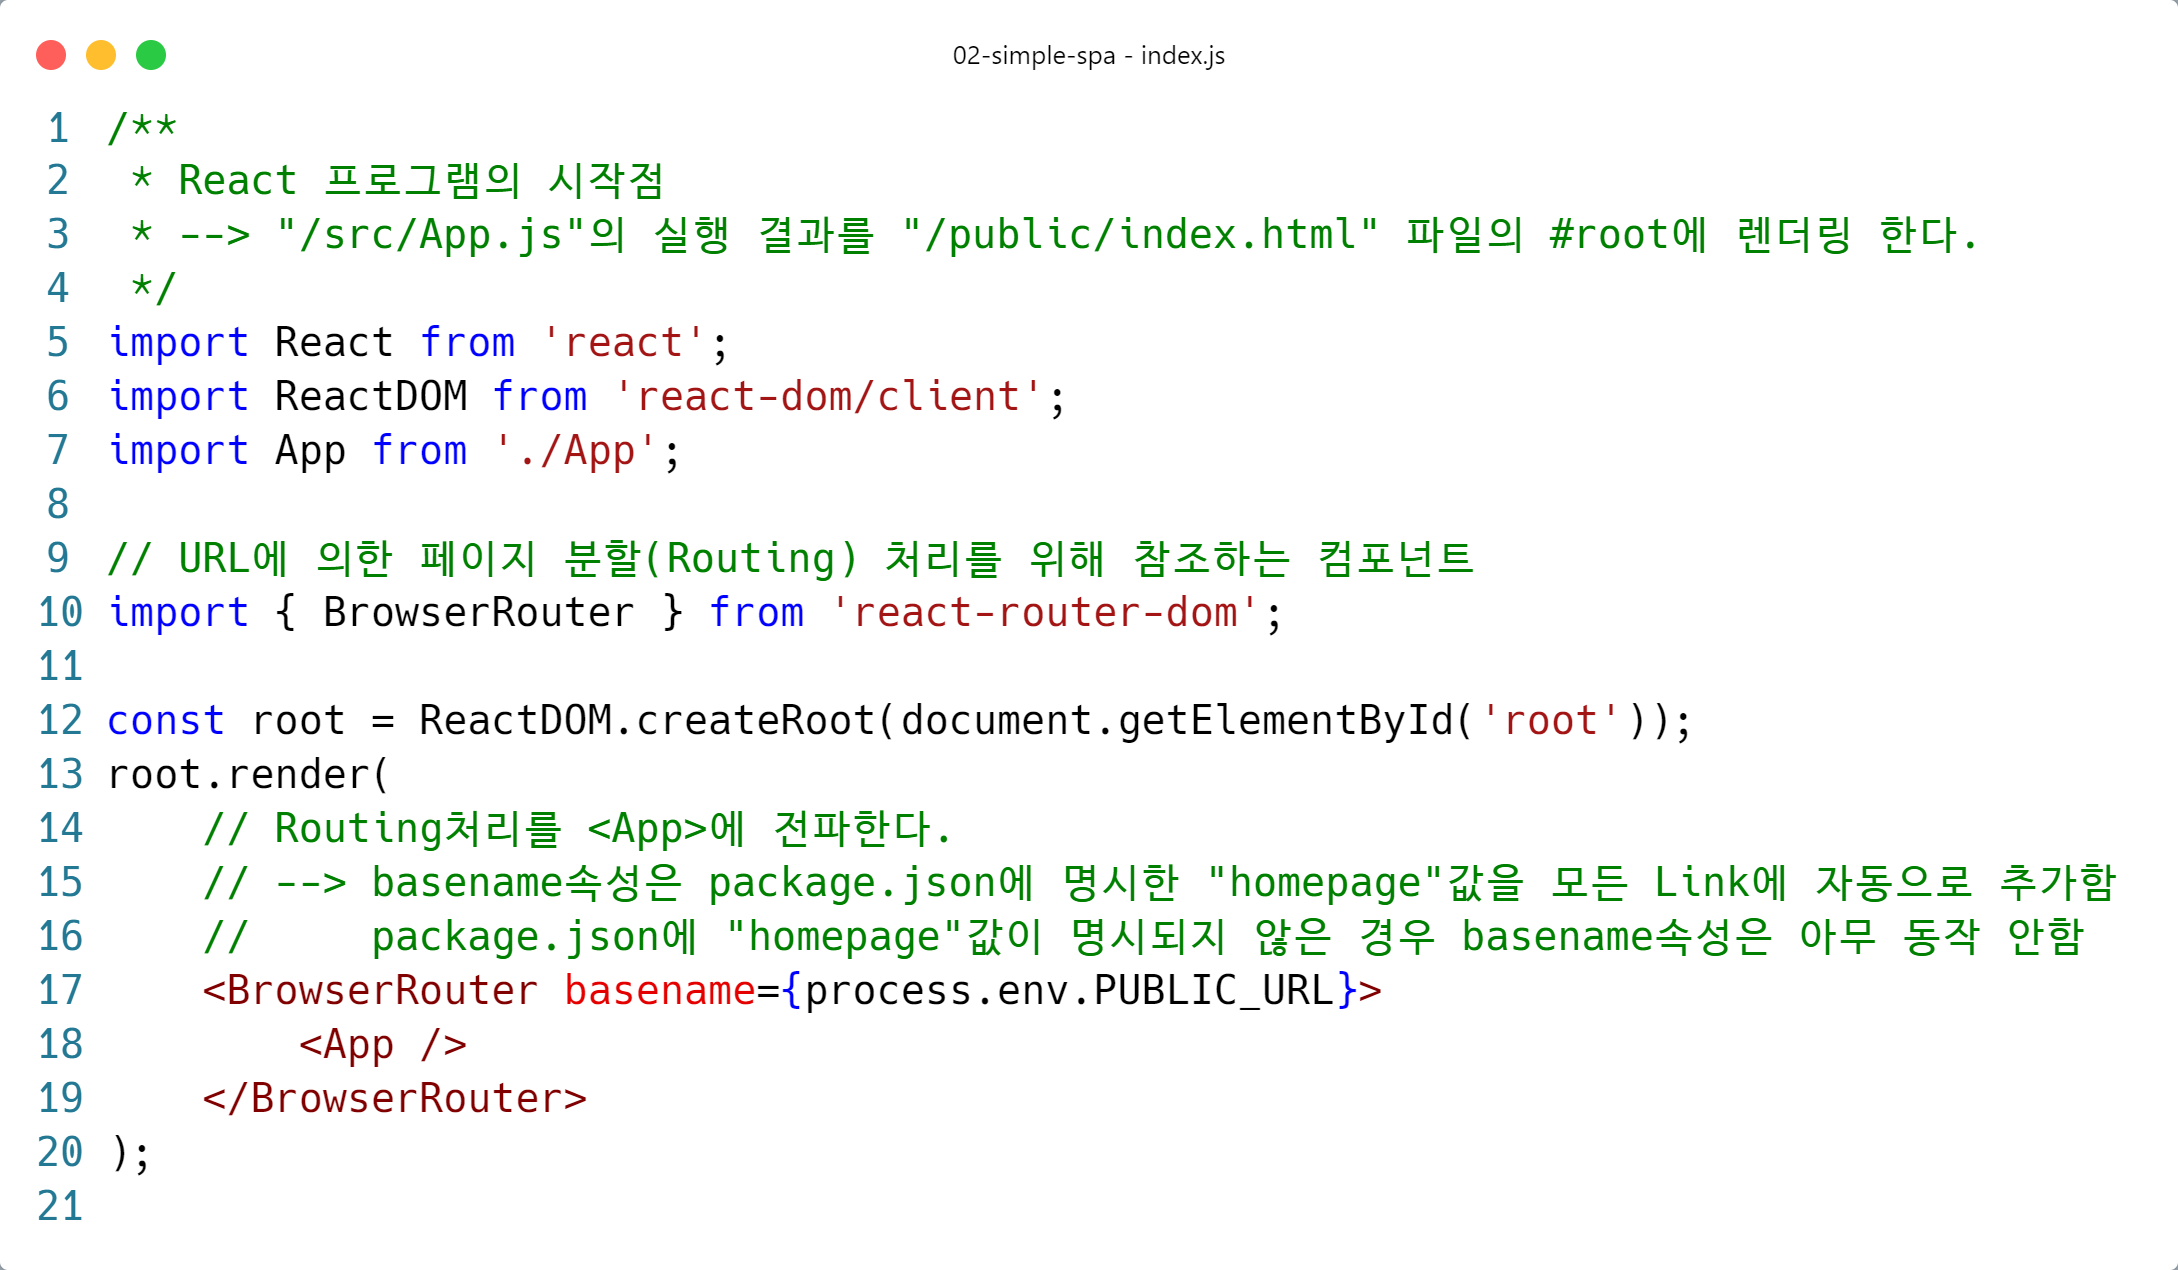 02-simple-spa - index.js
1 /**
2  * React 프로그램의 시작점
3  * --> "/src/App.js"의 실행 결과를 "/public/index.html" 파일의 #root에 렌더링 한다.
4  */
5 import React from 'react';
6 import ReactDOM from 'react-dom/client';
7 import App from './App';
8
9 // URL에 의한 페이지 분할(Routing) 처리를 위해 참조하는 컴포넌트
10 import { BrowserRouter } from 'react-router-dom';
11
12 const root = ReactDOM.createRoot(document.getElementById('root'));
13 root.render(
14     // Routing처리를 <App>에 전파한다.
15     // --> basename속성은 package.json에 명시한 "homepage"값을 모든 Link에 자동으로 추가함
16     //     package.json에 "homepage"값이 명시되지 않은 경우 basename속성은 아무 동작 안함
17     <BrowserRouter basename={process.env.PUBLIC_URL}>
18         <App />
19     </BrowserRouter>
20 );
21